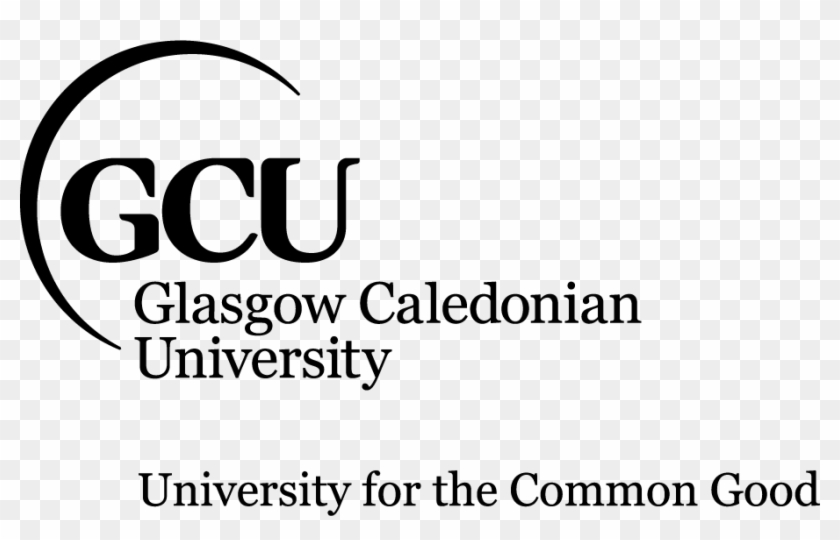 GCU
Glasgow Caledonian
University
University for the Common Good